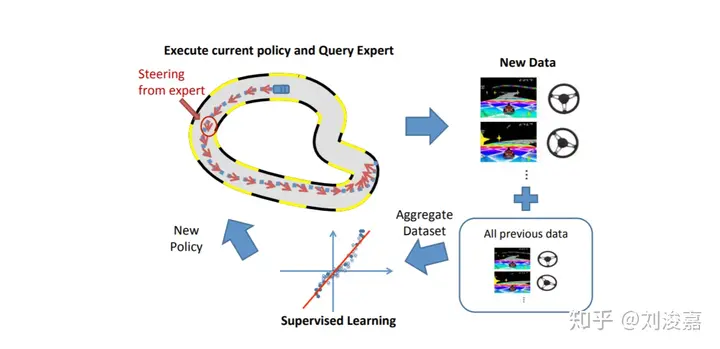 Execute current policy and Query Expert
New Data
Steering
from expert
All previous data
Aggregate
Dataset
New
Policy
Supervised Learning
知乎 @刘浚嘉